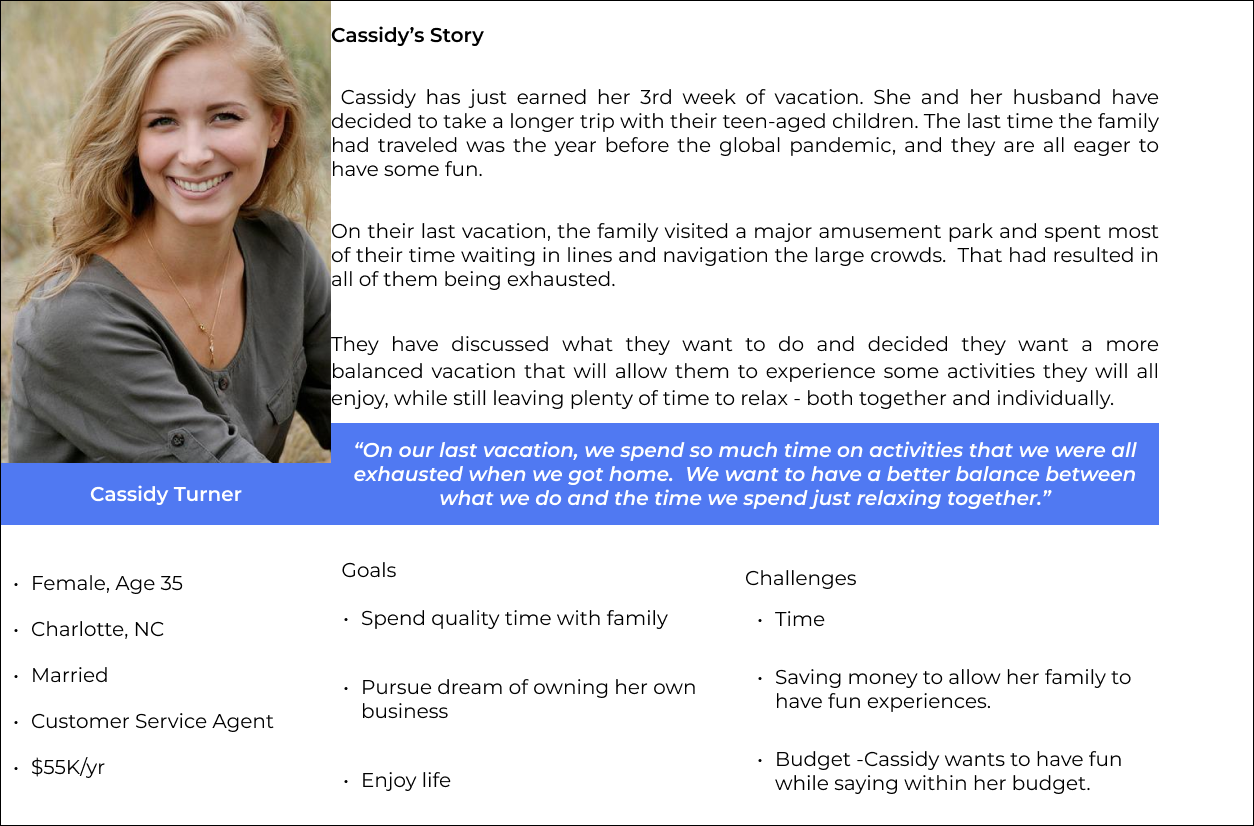 Cassidy’s Story
Cassidy has just earned her 3rd week of vacation. She and her husband have
decided to take a longer trip with their teen-aged children. The last time the family
had traveled was the year before the global pandemic, and they are all eager to
have some fun.
On their last vacation, the family visited a major amusement park and spent most
of their time waiting in lines and navigation the large crowds.  That had resulted in
all of them being exhausted.
They have discussed what they want to do and decided they want a more
balanced vacation that will allow them to experience some activities they will all
enjoy, while still leaving plenty of time to relax - both together and individually.
“On our last vacation, we spend so much time on activities that we were all
exhausted when we got home.  We want to have a better balance between
what we do and the time we spend just relaxing together.”
Cassidy Turner
• Female, Age 35
• Charlotte, NC
• Married
• Customer Service Agent
• $55K/yr
Goals
• Spend quality time with family
• Pursue dream of owning her own
business
• Enjoy life
Challenges
• Time
• Saving money to allow her family to
have fun experiences.
• Budget -Cassidy wants to have fun
while saying within her budget.